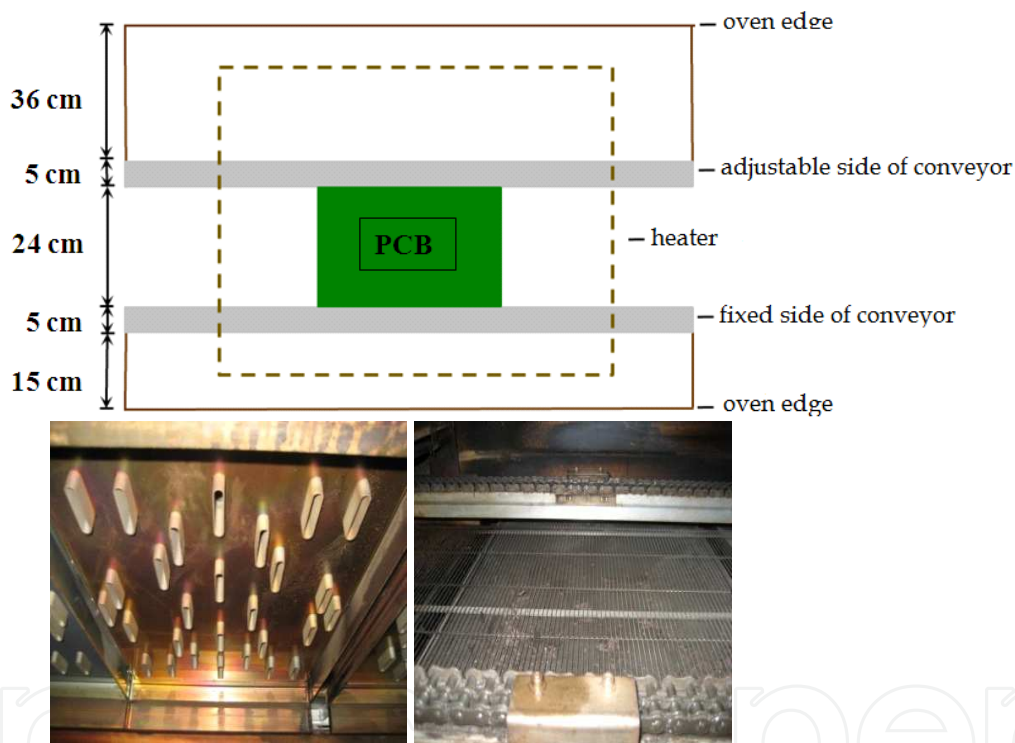 oven edge
36 cm
5 cm
adjustable side of conveyor
24 cm
PCB
heater
5 cm
fixed side of conveyor
15 cm
oven edge